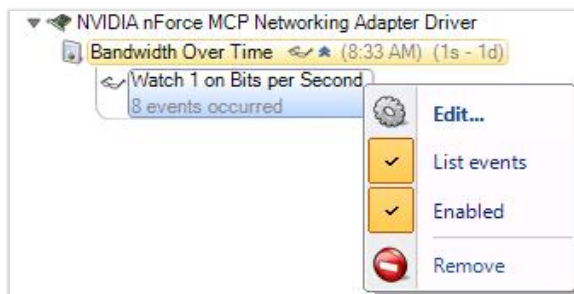 NVIDIA nForce MCP Networking Adapter Driver
Bandwidth Over Time (8:33 AM) (1s - 1d)
Watch 1 on Bits per Second
8 events occurred
Edit...
List events
Enabled
Remove